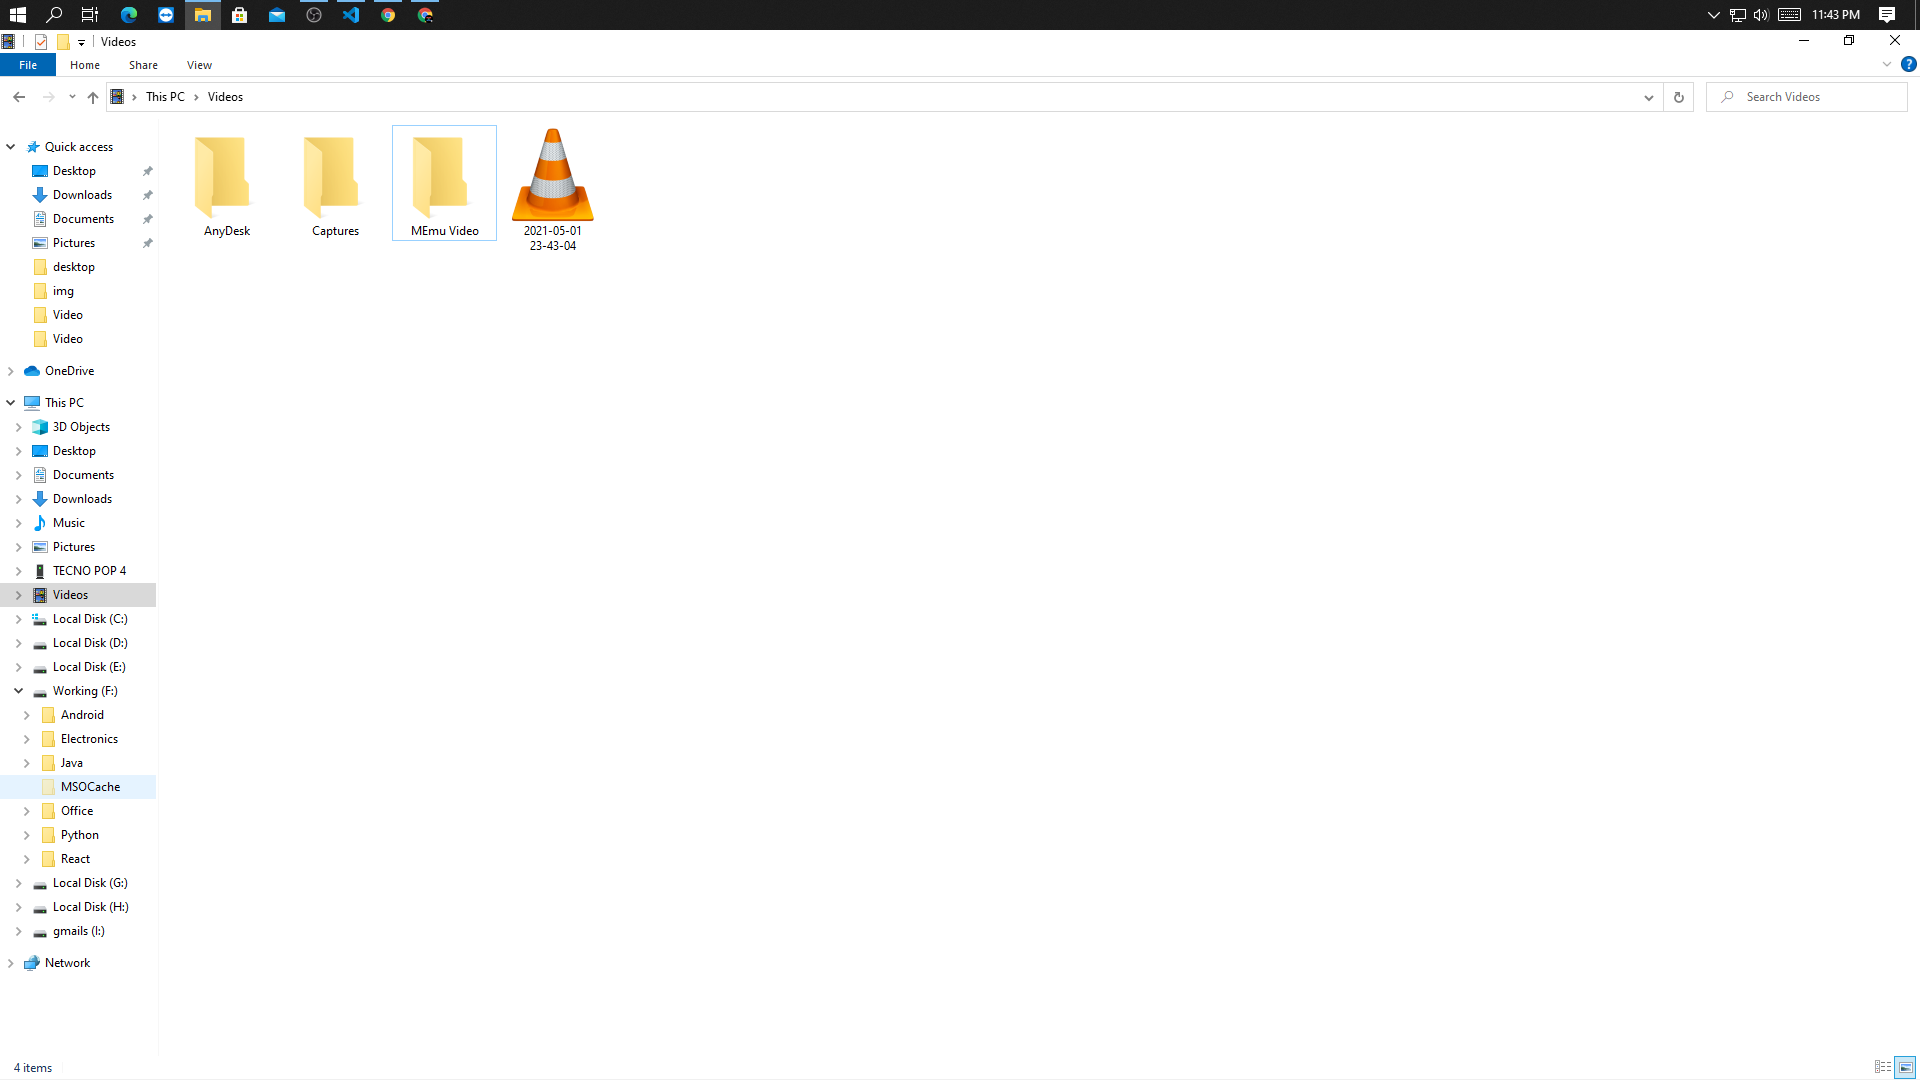 11:43 PM
Videos
File
Home
Share
View
This PC
Videos
Search Videos
Quick access
Desktop
Downloads
Documents
Pictures
desktop
img
Video
Video
OneDrive
This PC
3D Objects
Desktop
Documents
Downloads
Music
Pictures
TECNO POP 4
Videos
Local Disk (C:)
Local Disk (D:)
Local Disk (E:)
Working (F:)
Android
Electronics
Java
MSOCache
Office
Python
React
Local Disk (G:)
Local Disk (H:)
gmails (I:)
Network
AnyDesk
Captures
MEmu Video
2021-05-01
23-43-04
4 items